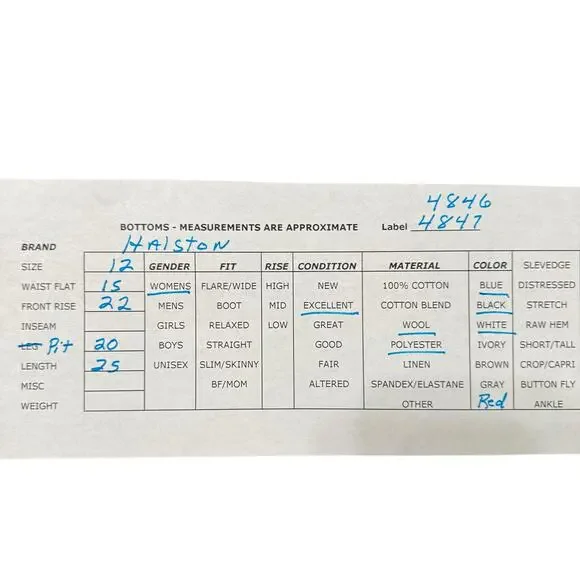 4846
BOTTOMS - MEASUREMENTS ARE APPROXIMATE Label 4847
BRAND HAlstoN
SIZE 12 GENDER FIT RISE CONDITION MATERIAL COLOR SLEVEDGE
WAIST FLAT 15 WOMENS FLARE/WIDE HIGH NEW 100% COTTON BLUE DISTRESSED
FRONT RISE 22 MENS BOOT MID EXCELLENT COTTON BLEND BLACK STRETCH
INSEAM GIRLS RELAXED LOW GREAT WOOL WHITE RAW HEM
LEG Pit 20 BOYS STRAIGHT GOOD POLYESTER IVORY SHORT/TALL
LENGTH 25 UNISEX SLIM/SKINNY FAIR LINEN BROWN CROP/CAPRI
MISC BF/MOM ALTERED SPANDEX/ELASTANE GRAY BUTTON FLY
WEIGHT OTHER Red ANKLE